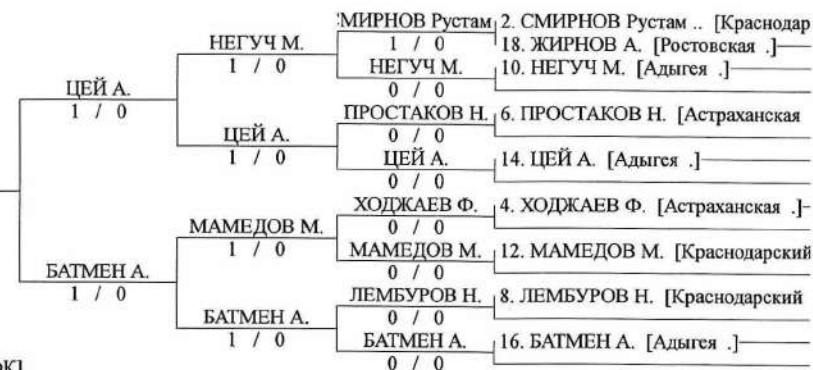 СМИРНОВ Рустам
2. СМИРНОВ Рустам .. [Краснодар
1 / 0
18. ЖИРНОВ А. [Ростовская .]
НЕГУЧ М.
1 / 0
НЕГУЧ М.
10. НЕГУЧ М. [Адыгея .]
0 / 0
ЦЕЙ А.
1 / 0
ПРОСТАКОВ Н.
6. ПРОСТАКОВ Н. [Астраханская
0 / 0
ЦЕЙ А.
1 / 0
ЦЕЙ А.
14. ЦЕЙ А. [Адыгея .]
0 / 0
ХОДЖАЕВ Ф.
4. ХОДЖАЕВ Ф. [Астраханская .]
0 / 0
МАМЕДОВ М.
1 / 0
МАМЕДОВ М.
12. МАМЕДОВ М. [Краснодарский
0 / 0
БАТМЕН А.
1 / 0
ЛЕМБУРОВ Н.
8. ЛЕМБУРОВ Н. [Краснодарский
0 / 0
БАТМЕН А.
1 / 0
БАТМЕН А.
16. БАТМЕН А. [Адыгея .]
0 / 0